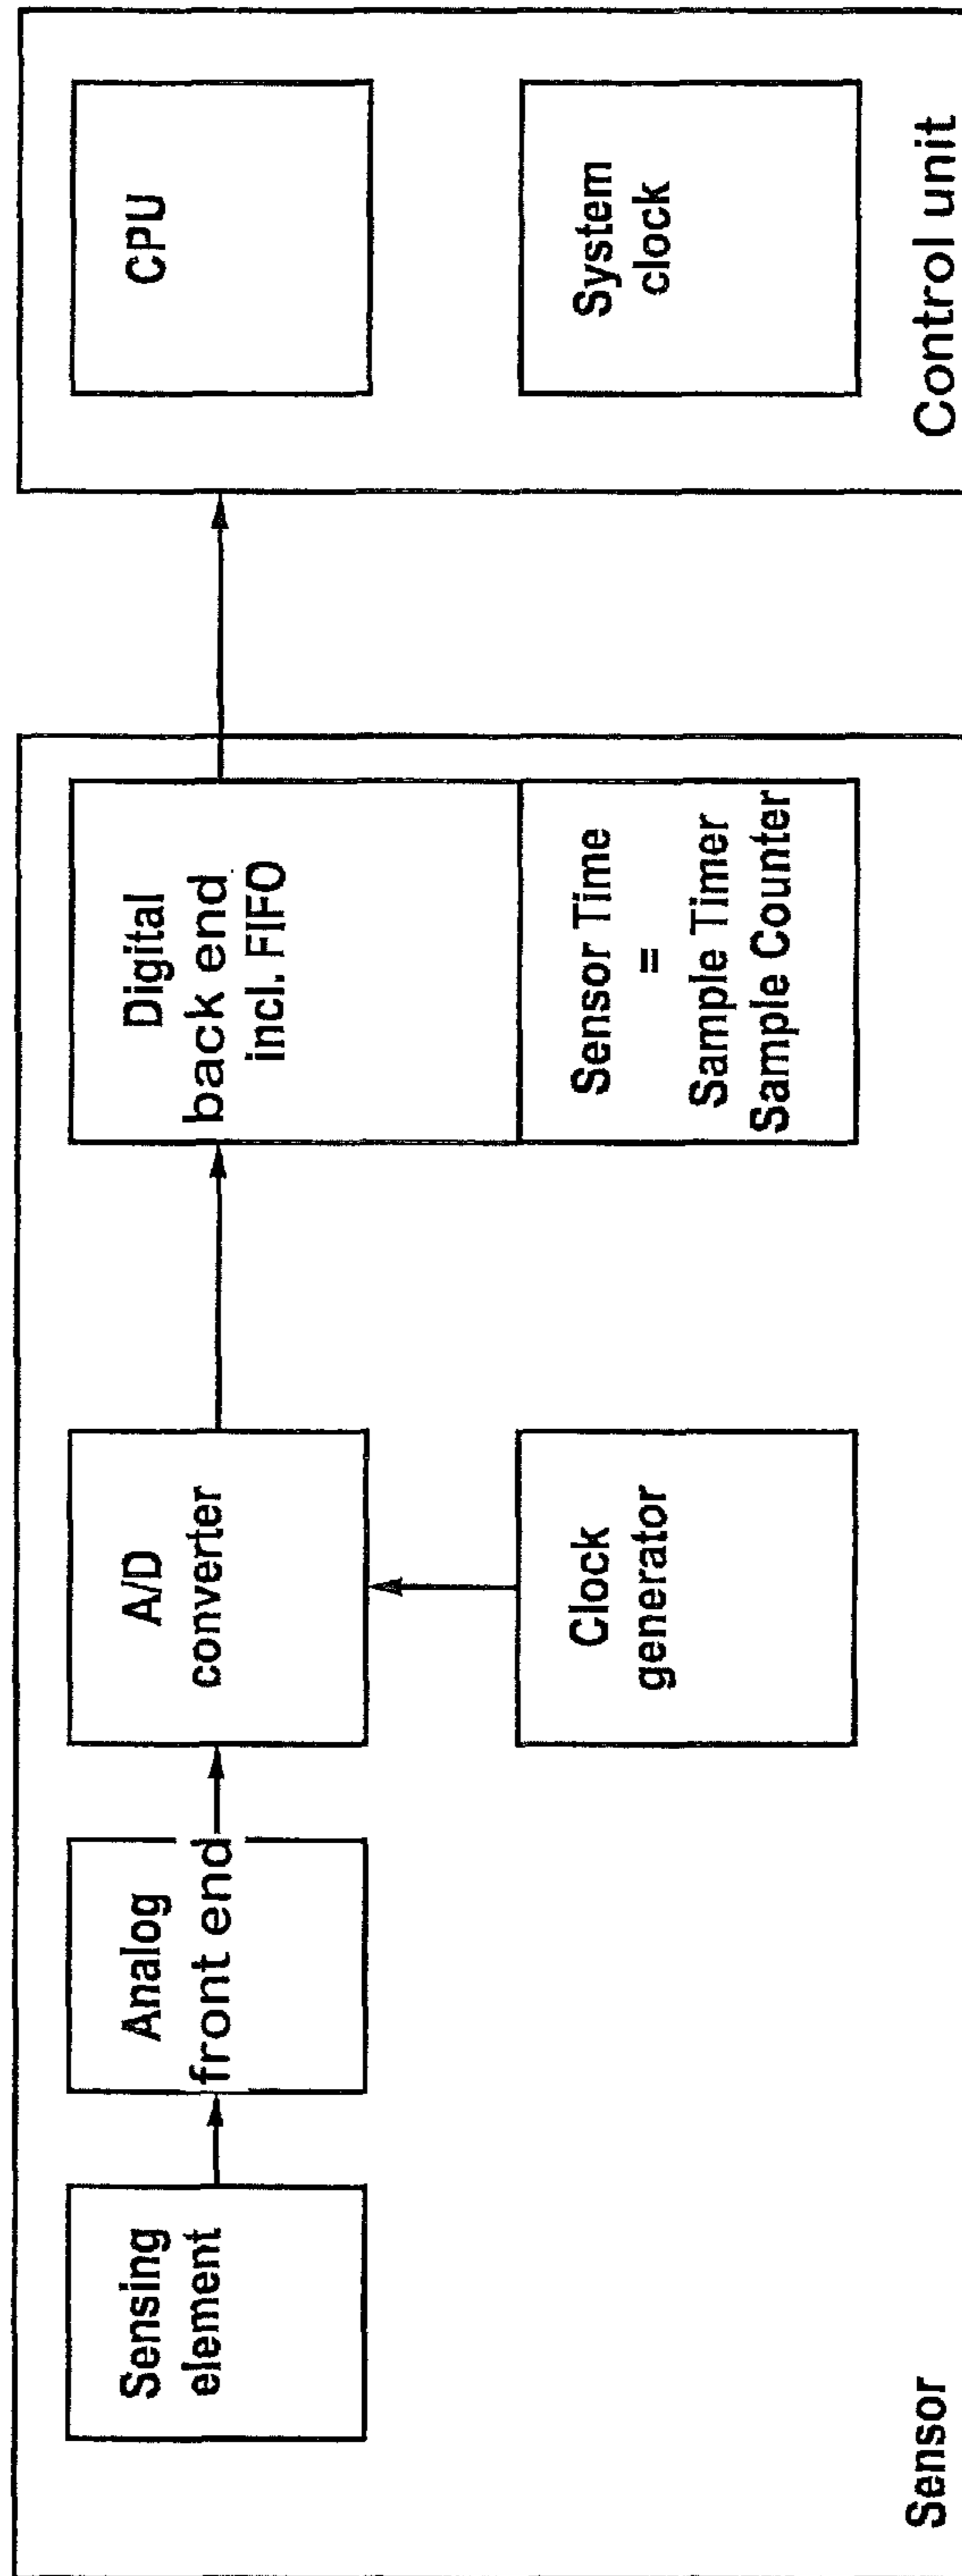 Sensing
element
Analog
front end
A/D
converter
Clock
generator
Digital
back end
incl. FIFO
Sensor Time
=
Sample Timer
Sample Counter
Sensor
CPU
System
clock
Control unit